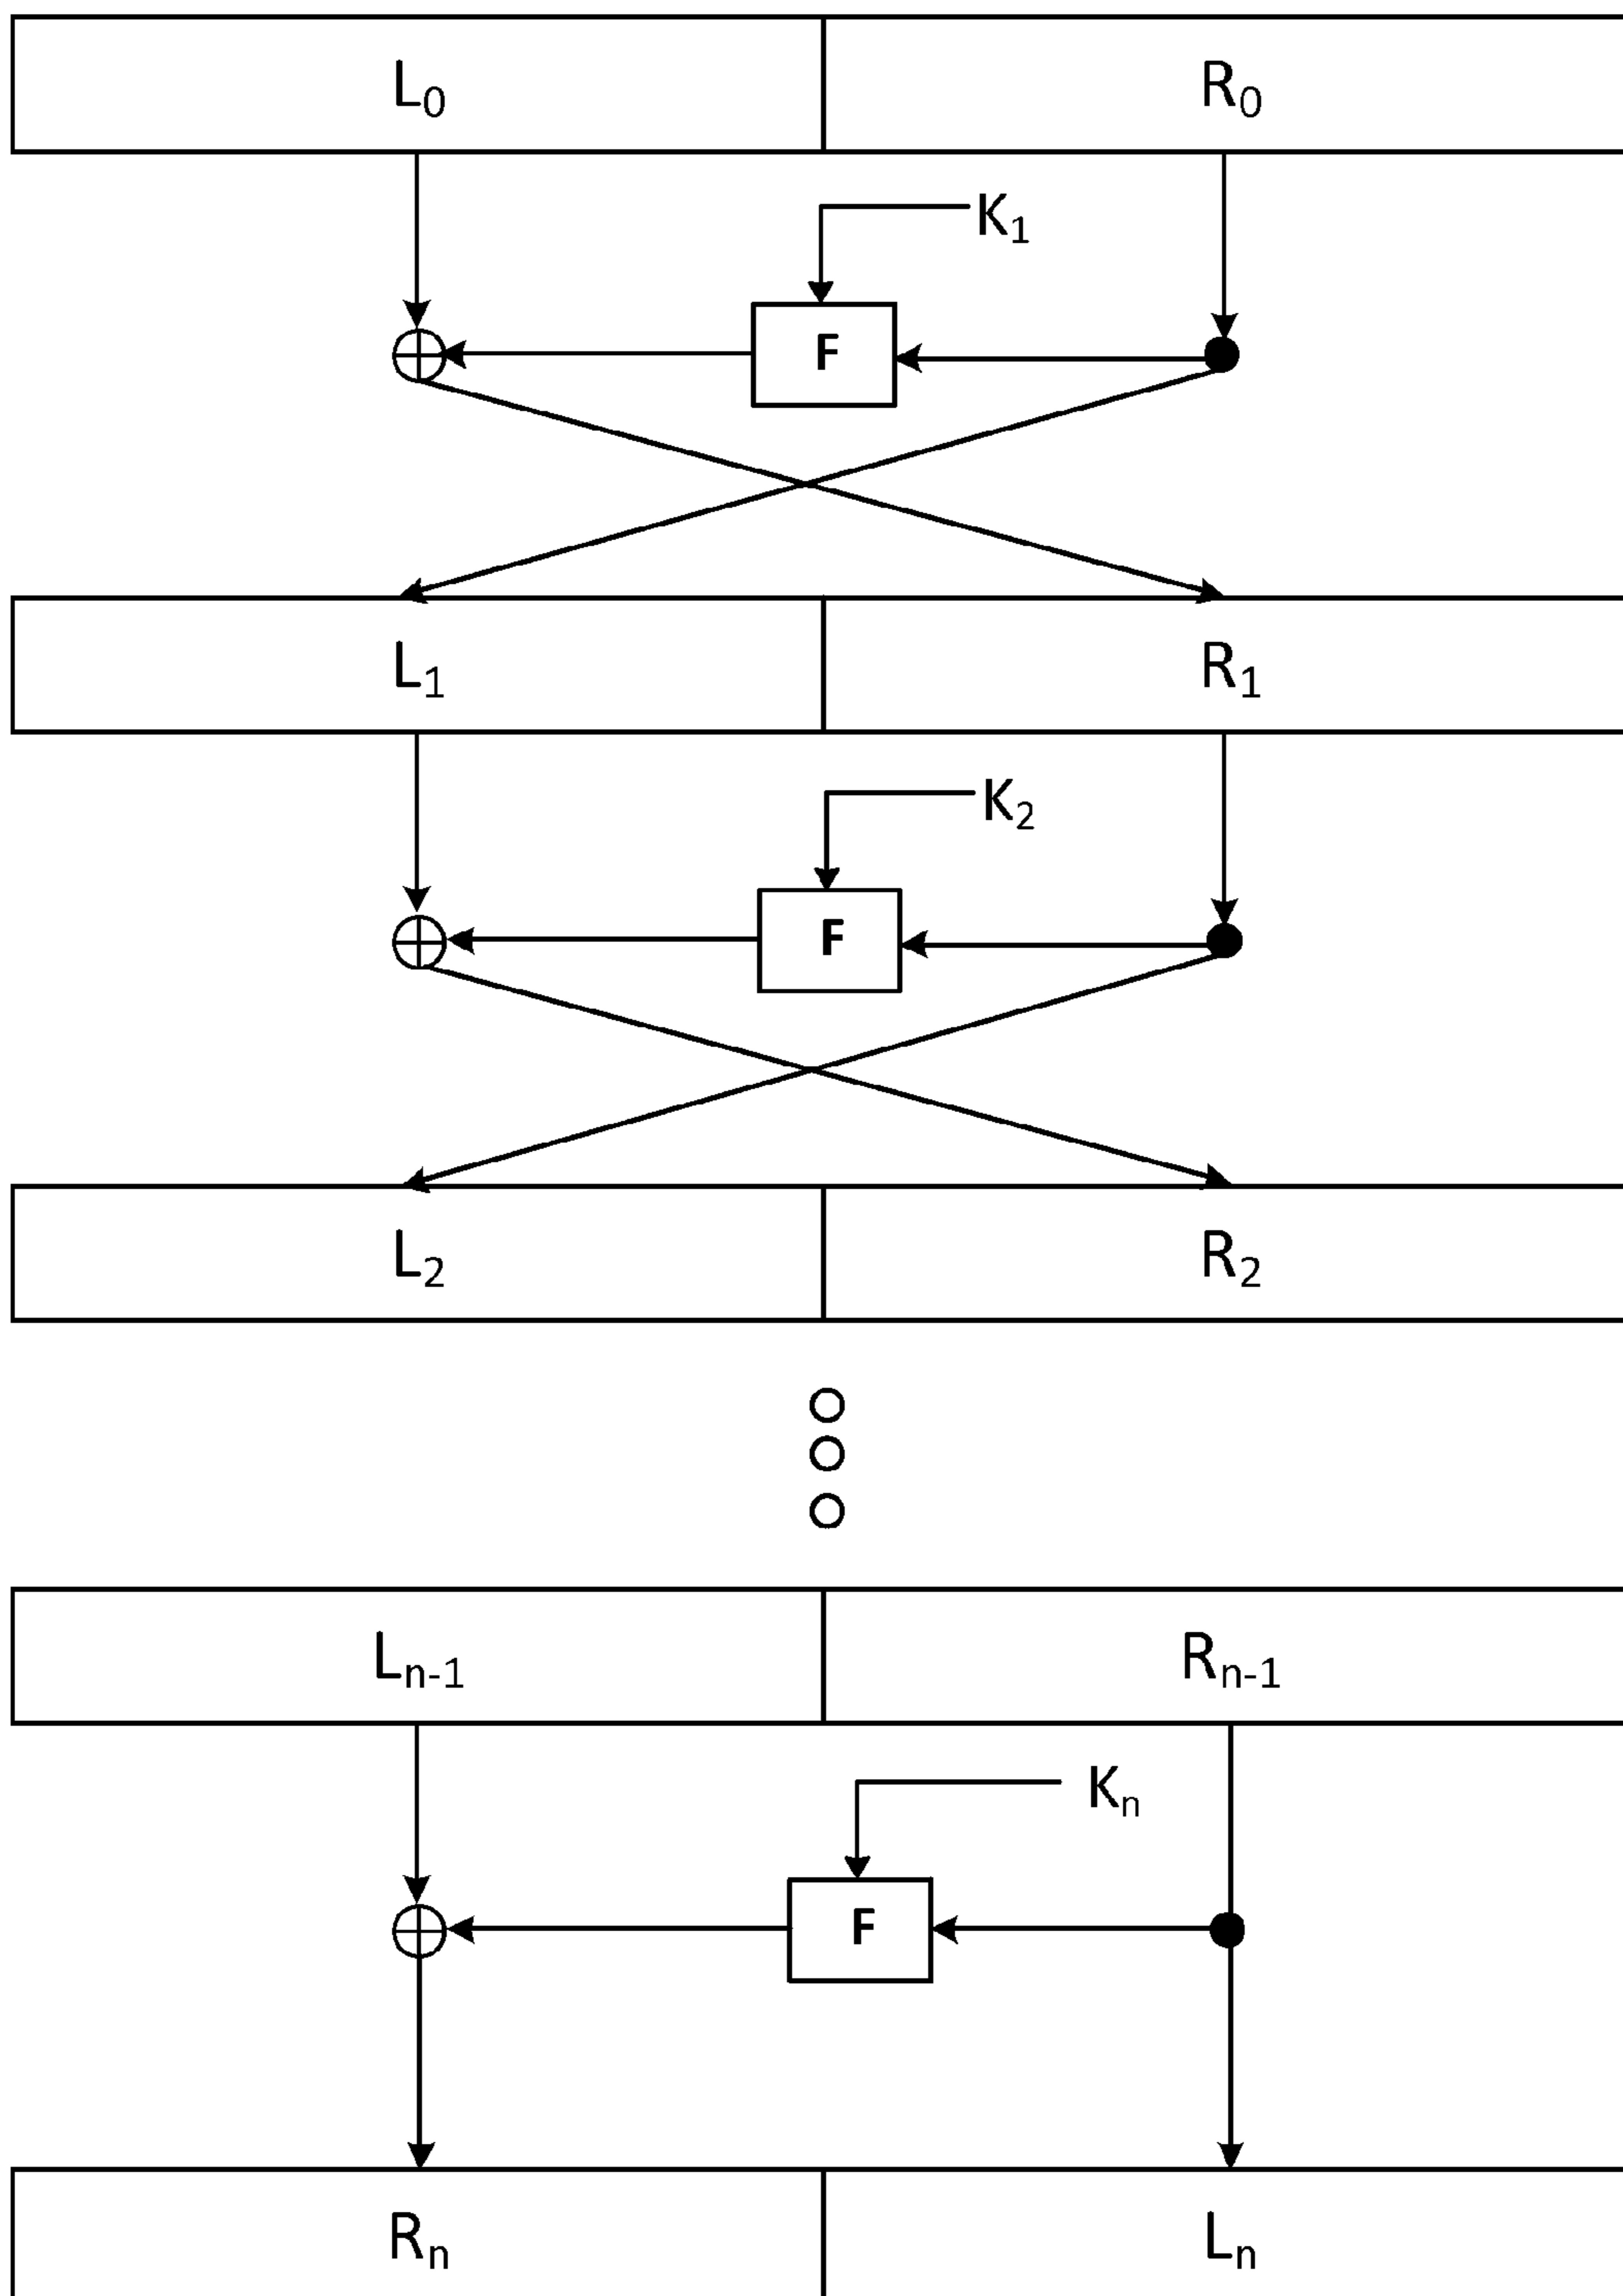 L₀ R₀
K₁
F
L₁ R₁
K₂
F
L₂ R₂
Lₙ₋₁ Rₙ₋₁
Kₙ
F
Rₙ Lₙ